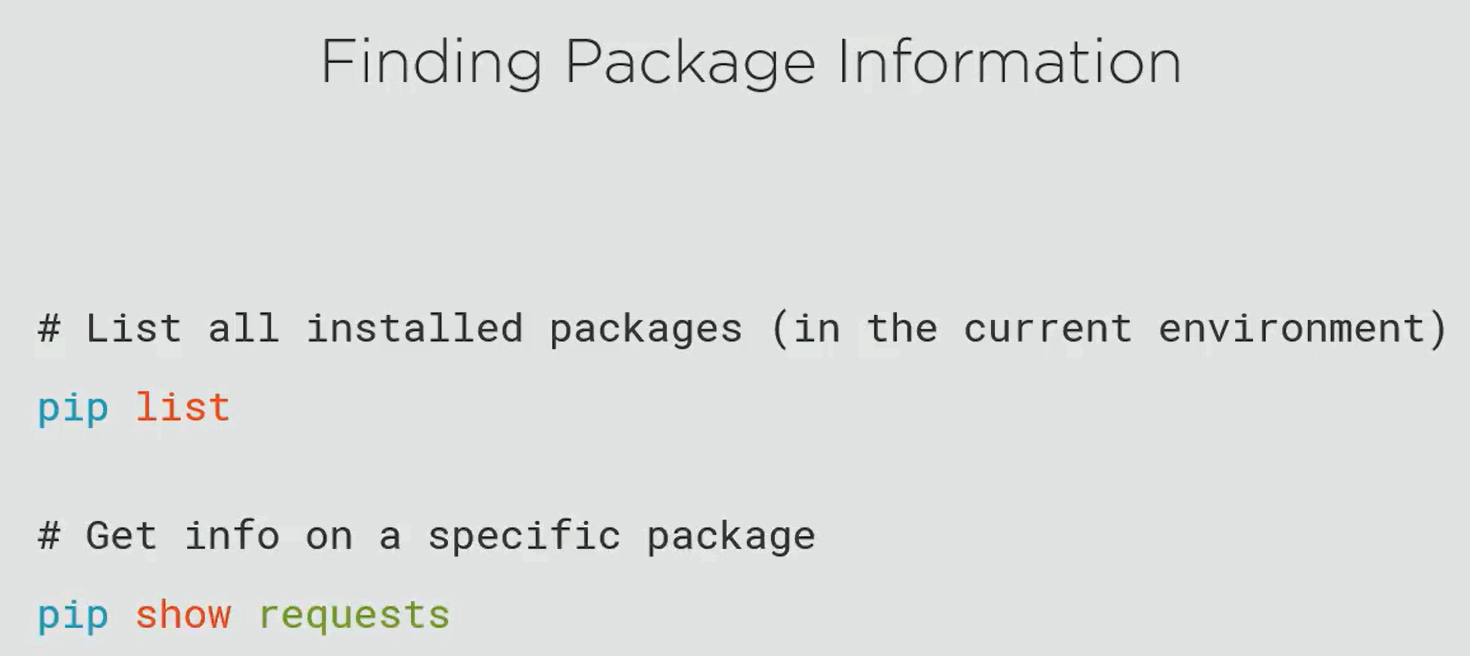 Finding Package Information
# List all installed packages (in the current environment)
pip list
# Get info on a specific package
pip show requests